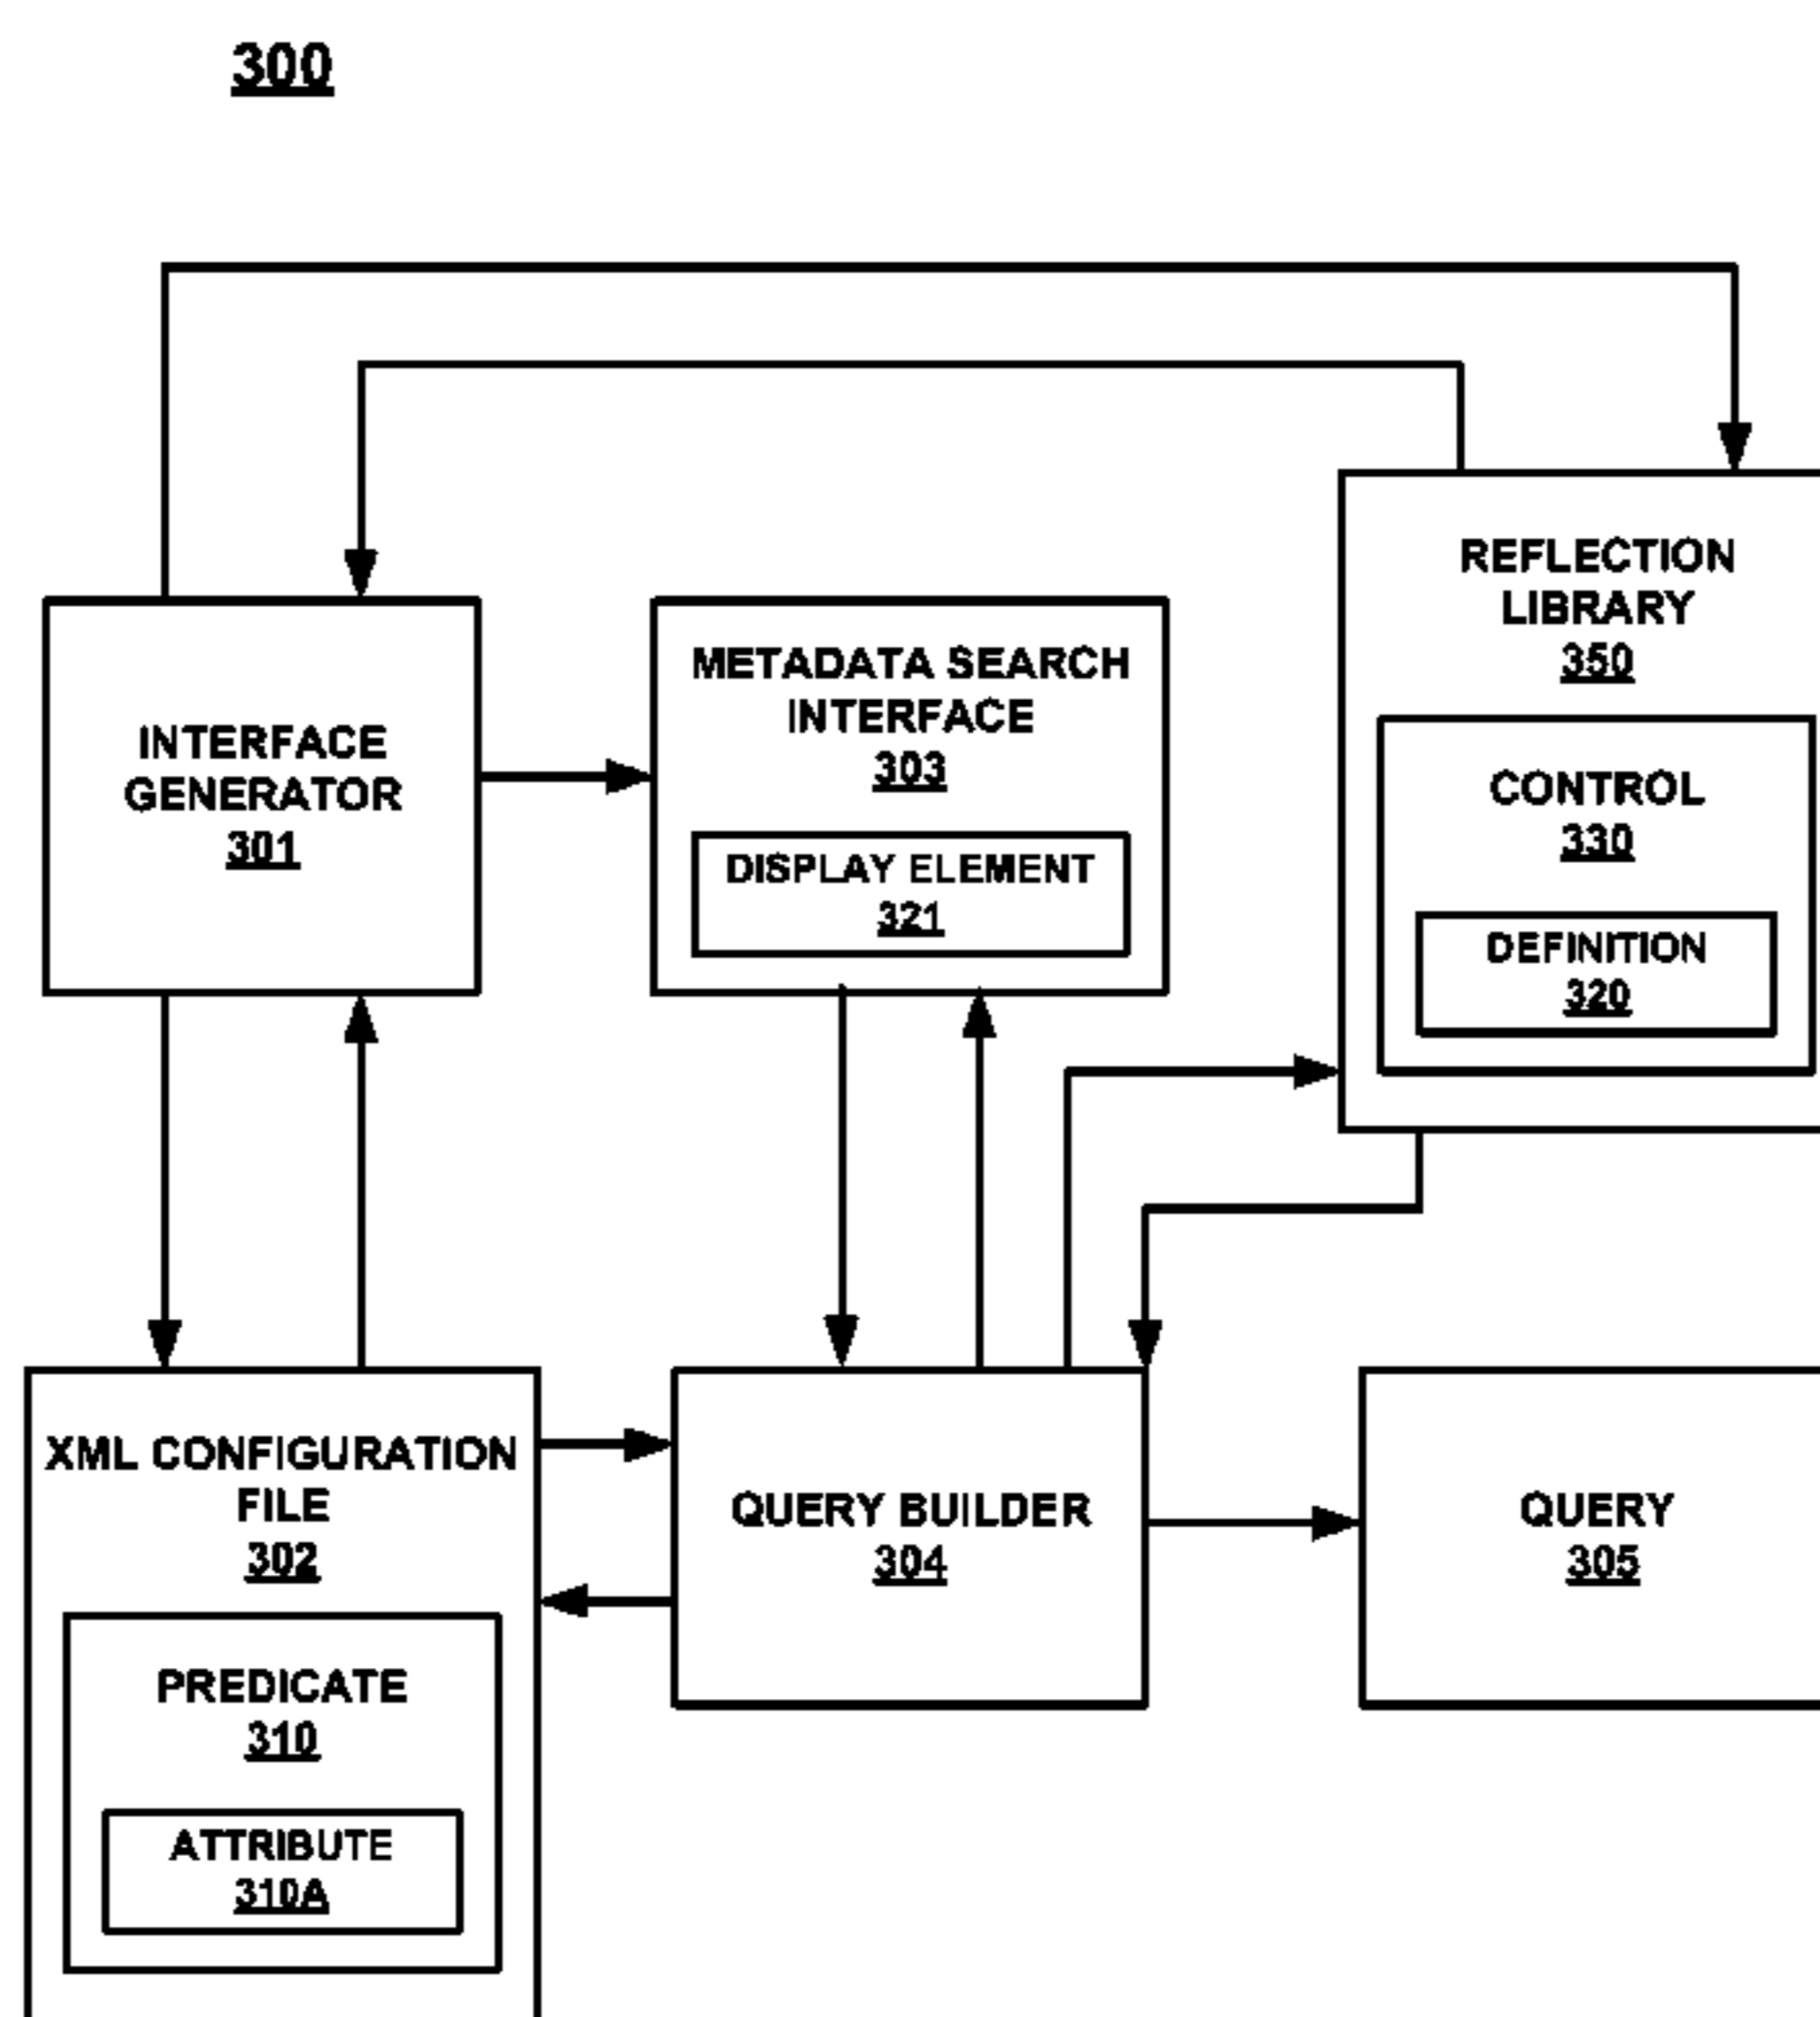 300
REFLECTION
LIBRARY
350
CONTROL
330
DEFINITION
320
INTERFACE
GENERATOR
301
METADATA SEARCH
INTERFACE
303
DISPLAY ELEMENT
321
XML CONFIGURATION
FILE
302
PREDICATE
310
ATTRIBUTE
310A
QUERY BUILDER
304
QUERY
305